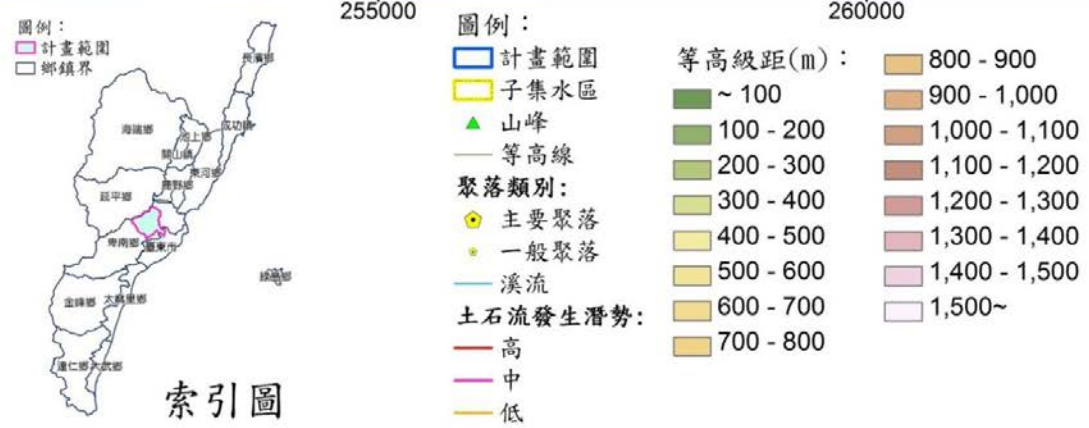 255000
260000
圖例：
計畫範圍
鄉鎮界
長濱鄉
海端鄉
池上鄉
成功鎮
關山鎮
東河鄉
鹿野鄉
延平鄉
卑南鄉
臺東市
綠島鄉
金峰鄉
太麻里鄉
達仁鄉
大武鄉
索引圖
圖例：
計畫範圍
子集水區
山峰
等高線
聚落類別:
主要聚落
一般聚落
溪流
土石流發生潛勢:
高
中
低
等高級距(m)：
~ 100
100 - 200
200 - 300
300 - 400
400 - 500
500 - 600
600 - 700
700 - 800
800 - 900
900 - 1,000
1,000 - 1,100
1,100 - 1,200
1,200 - 1,300
1,300 - 1,400
1,400 - 1,500
1,500~